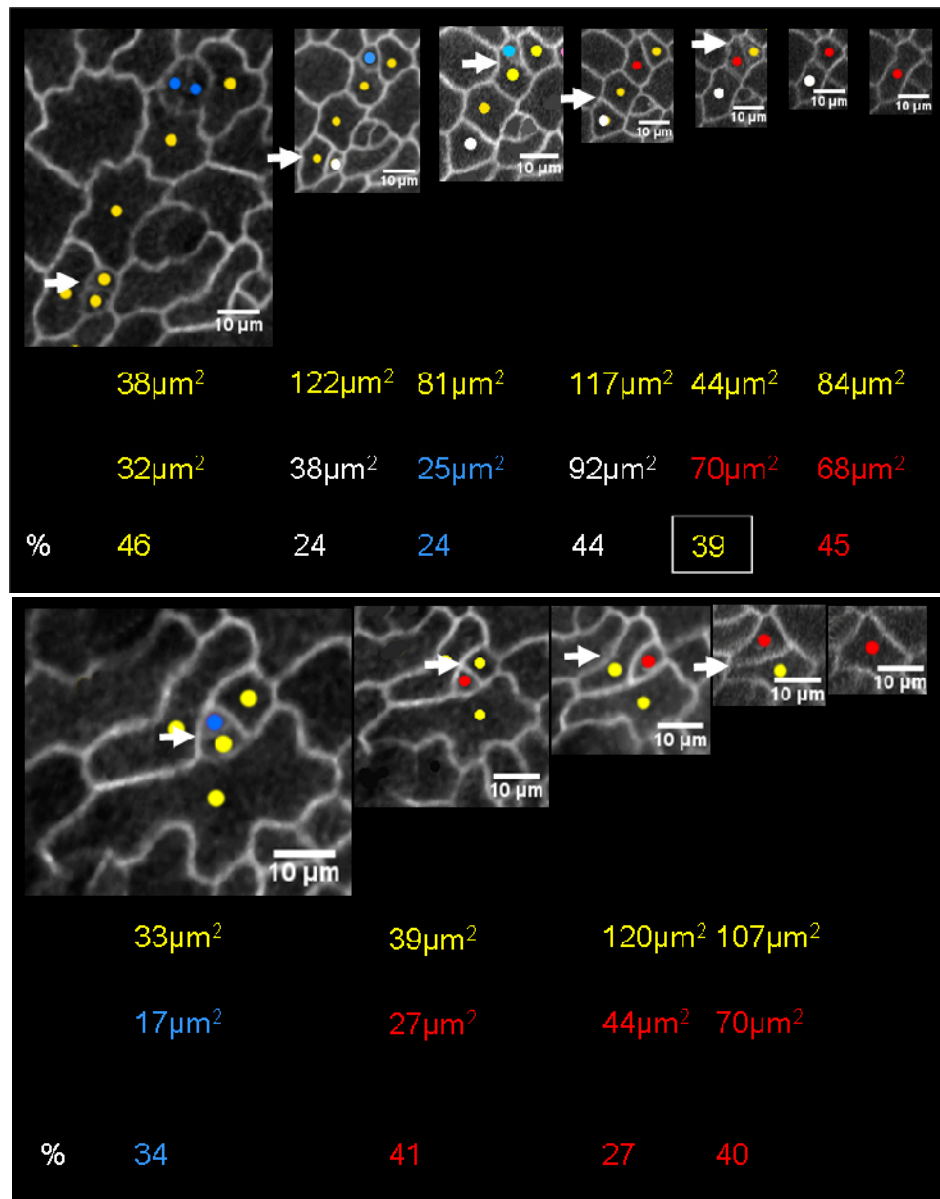 10 µm 10 µm 10 µm 10 µm 10 µm 10 µm 10 µm
38µm² 122µm² 81µm² 117µm² 44µm² 84µm²
32µm² 38µm² 25µm² 92µm² 70µm² 68µm²
% 46 24 24 44 39 45
10 µm 10 µm 10 µm 10 µm 10 µm
33µm² 39µm² 120µm² 107µm²
17µm² 27µm² 44µm² 70µm²
% 34 41 27 40